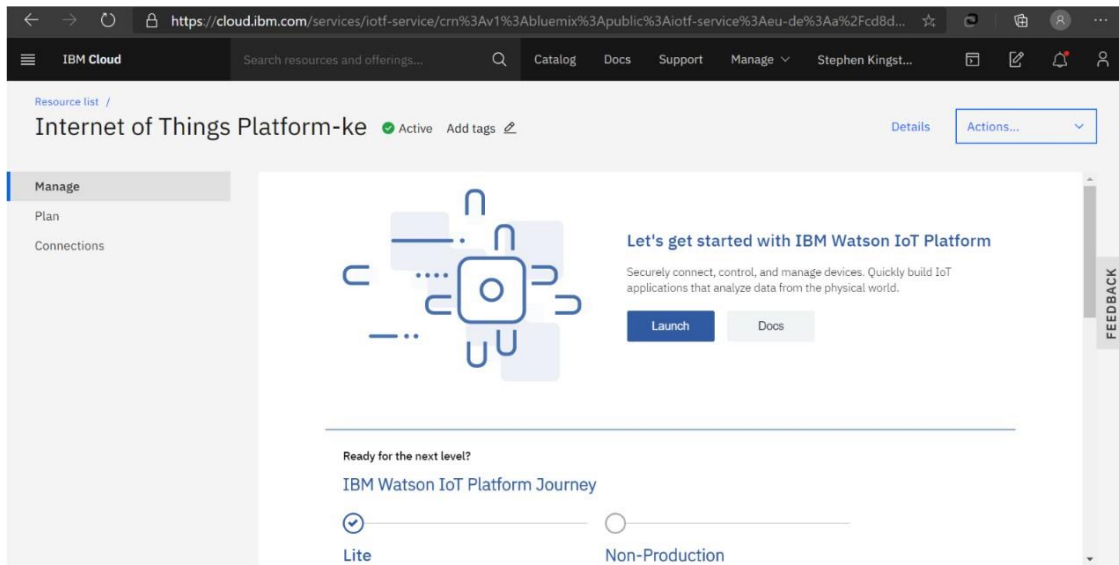 https://cloud.ibm.com/services/iotf-service/crn%3Av1%3Abluemix%3Apublic%3Aiotf-service%3Aeu-de%3Aa%2Fcd8d...
IBM Cloud
Search resources and offerings...
Catalog
Docs
Support
Manage
Stephen Kingst...
Resource list /
Internet of Things Platform-ke
Active
Add tags
Details
Actions...
Manage
Plan
Connections
Let's get started with IBM Watson IoT Platform
Securely connect, control, and manage devices. Quickly build IoT
applications that analyze data from the physical world.
Launch
Docs
FEEDBACK
Ready for the next level?
IBM Watson IoT Platform Journey
Lite
Non-Production